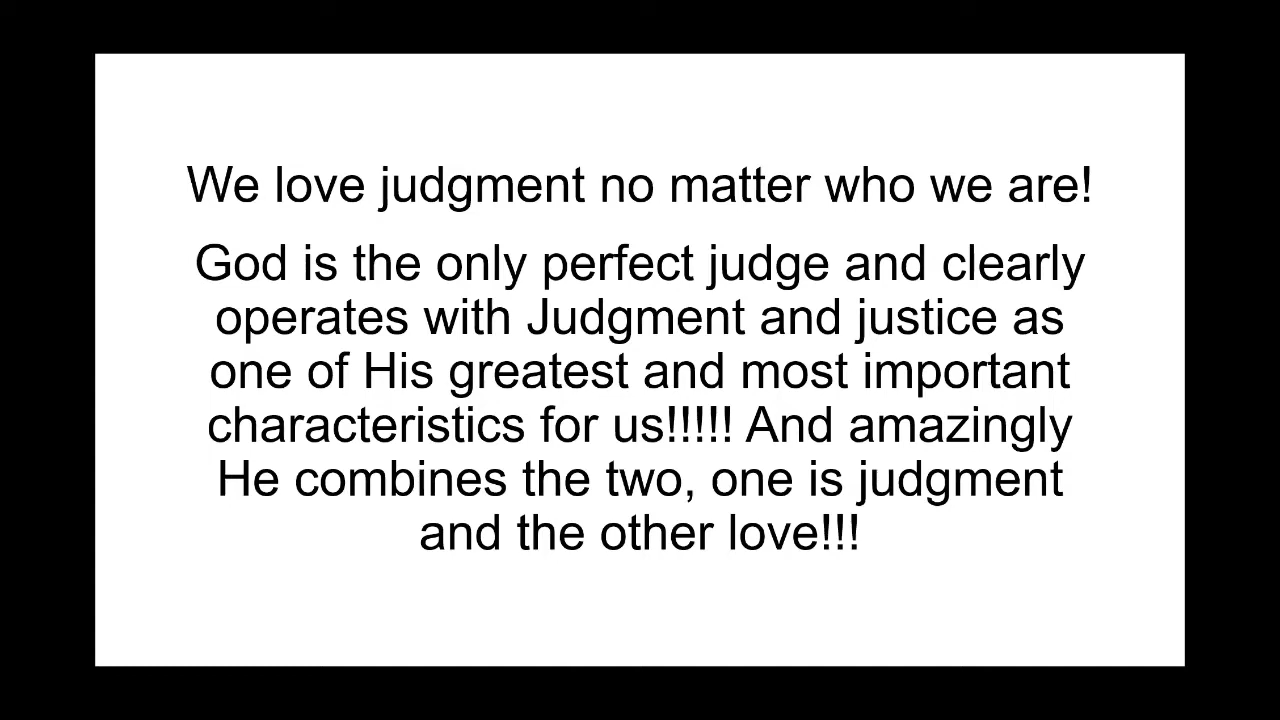 We love judgment no matter who we are!
God is the only perfect judge and clearly
operates with Judgment and justice as
one of His greatest and most important
characteristics for us!!!!! And amazingly
He combines the two, one is judgment
and the other love!!!